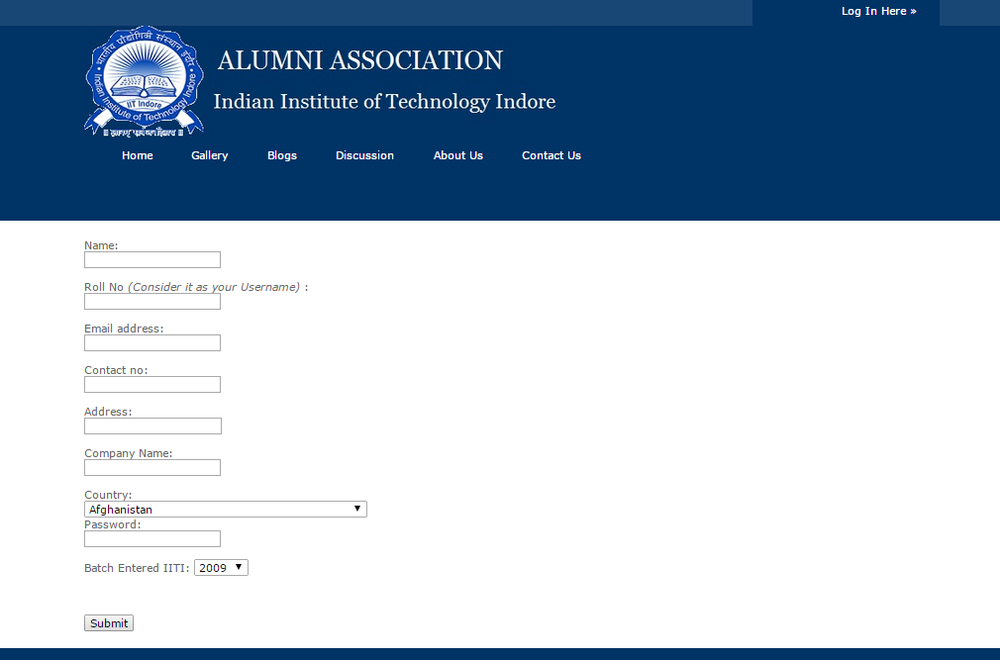 Log In Here »
भारतीय प्रौद्योगिकी संस्थान इंदौर
IIT Indore
Indian Institute of Technology Indore
ALUMNI ASSOCIATION
Indian Institute of Technology Indore
Home Gallery Blogs Discussion About Us Contact Us
Name:
Roll No (Consider it as your Username) :
Email address:
Contact no:
Address:
Company Name:
Country:
Afghanistan
Password:
Batch Entered IITI: 2009
Submit